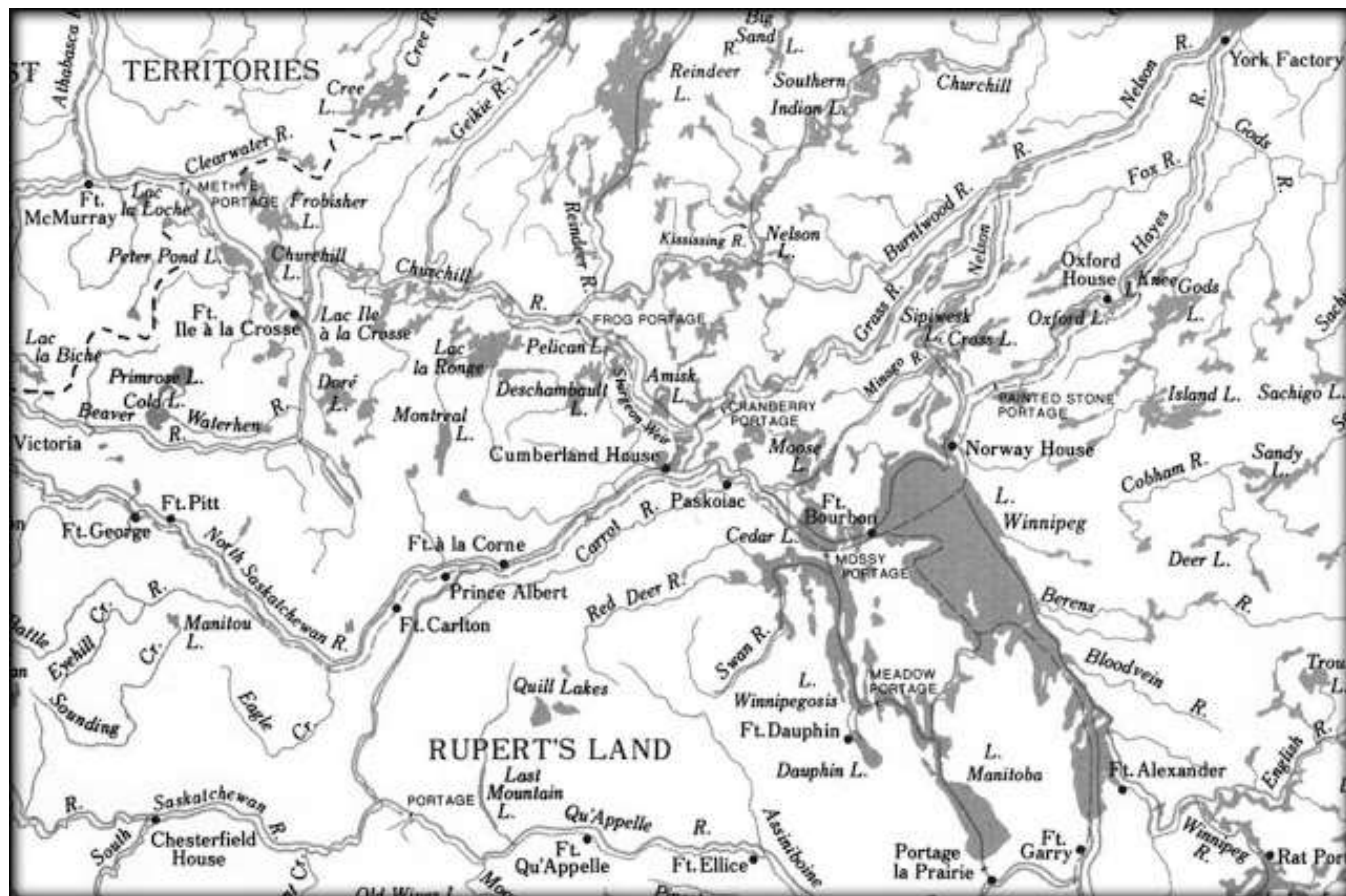 Athabasca R.
ST TERRITORIES
Cree
L.
Cree R.
Geikie R.
Reindeer
L.
Big
Sand
R. L.
Southern
Indian L.
Churchill
Nelson
R.
York Factory
R.
Gods
R.
Clearwater R.
METHYE
PORTAGE
Ft.
McMurray
Lac
la Loche
Frobisher
L.
Peter Pond L.
Churchill
L.
Churchill
Reindeer R.
Kississing R.
Nelson
L.
Burntwood R.
R.
Nelson
Fox R.
Hayes
Oxford
House
Knee
L.
Gods
L.
Oxford L.
Sachigo
R.
FROG PORTAGE
Grass R.
Sipiwesk
L.
Cross L.
Minago R.
Ft.
Ile à la Crosse
Lac Ile
à la Crosse
Lac
la Ronge
Pelican L.
Deschambault
L.
Sturgeon Weir
Amisk
L.
CRANBERRY
PORTAGE
PAINTED STONE
PORTAGE
Island L.
Sachigo L.
Lac
la Biche
Primrose L.
Cold L.
Doré
L.
Montreal
L.
Beaver
R.
Waterhen
R.
Victoria
Cumberland House
Moose
L.
Norway House
Cobham R.
Sandy
L.
Paskoiac
Ft.
Bourbon
L.
Winnipeg
Ft. Pitt
Ft. George
North Saskatchewan R.
Ft. à la Corne
Carrol R.
Cedar L.
MOSSY
PORTAGE
Deer L.
Prince Albert
Ft. Carlton
Red Deer R.
Berens
R.
Battle
R.
Eyehill
Cr.
Manitou
L.
Sounding
Cr.
Eagle
Cr.
Swan R.
L.
Winnipegosis
MEADOW
PORTAGE
Bloodvein
R.
Trou
L.
Quill Lakes
RUPERT'S LAND
Ft. Dauphin
Dauphin L.
L.
Manitoba
Ft. Alexander
English R.
Last
Mountain
L.
PORTAGE
R. Saskatchewan
R.
South
Chesterfield
House
Qu'Appelle
R.
Ft.
Qu'Appelle
Ft. Ellice
Assiniboine
Portage
la Prairie
Ft.
Garry
Winnipeg
R.
Rat Port
Cr.
Old Wives L.